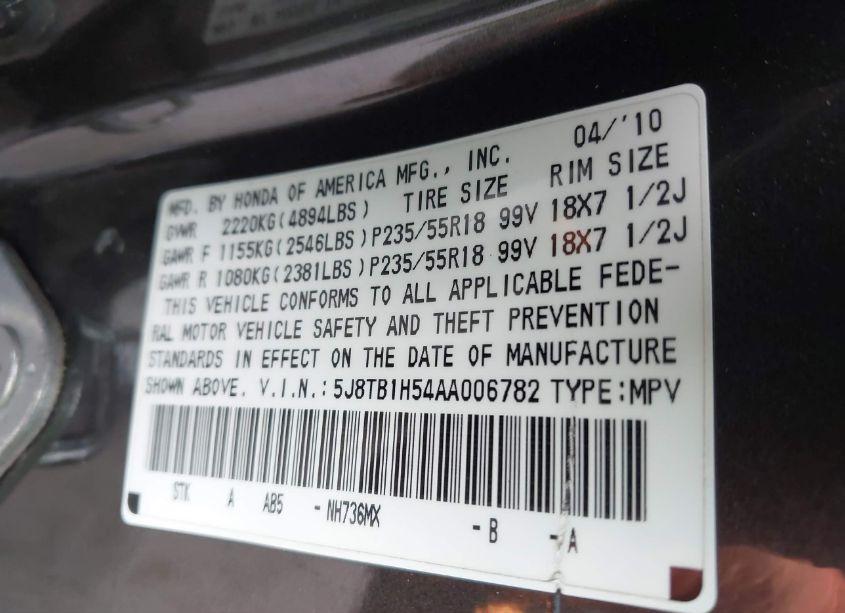 MFD. BY HONDA OF AMERICA MFG., INC. 04/'10
GVWR 2220KG(4894LBS) TIRE SIZE RIM SIZE
GAWR F 1155KG(2546LBS)P235/55R18 99V 18X7 1/2J
GAWR R 1080KG(2381LBS)P235/55R18 99V 18X7 1/2J
THIS VEHICLE CONFORMS TO ALL APPLICABLE FEDE-
RAL MOTOR VEHICLE SAFETY AND THEFT PREVENTION
STANDARDS IN EFFECT ON THE DATE OF MANUFACTURE
SHOWN ABOVE. V.I.N.:5J8TB1H54AA006782 TYPE:MPV
STK A AB5 -NH736MX -B -A